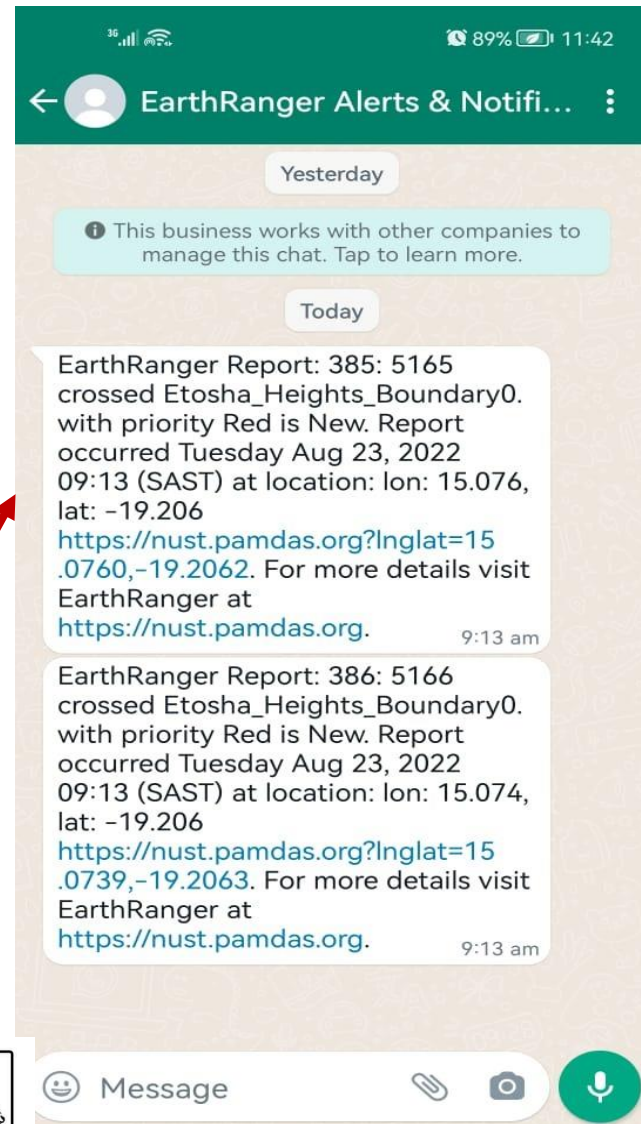 3G 89% 11:42
EarthRanger Alerts & Notifi...
Yesterday
This business works with other companies to
manage this chat. Tap to learn more.
Today
EarthRanger Report: 385: 5165
crossed Etosha_Heights_Boundary0.
with priority Red is New. Report
occurred Tuesday Aug 23, 2022
09:13 (SAST) at location: lon: 15.076,
lat: -19.206
https://nust.pamdas.org?lnglat=15
.0760,-19.2062. For more details visit
EarthRanger at
https://nust.pamdas.org.
9:13 am
EarthRanger Report: 386: 5166
crossed Etosha_Heights_Boundary0.
with priority Red is New. Report
occurred Tuesday Aug 23, 2022
09:13 (SAST) at location: lon: 15.074,
lat: -19.206
https://nust.pamdas.org?lnglat=15
.0739,-19.2063. For more details visit
EarthRanger at
https://nust.pamdas.org.
9:13 am
Message